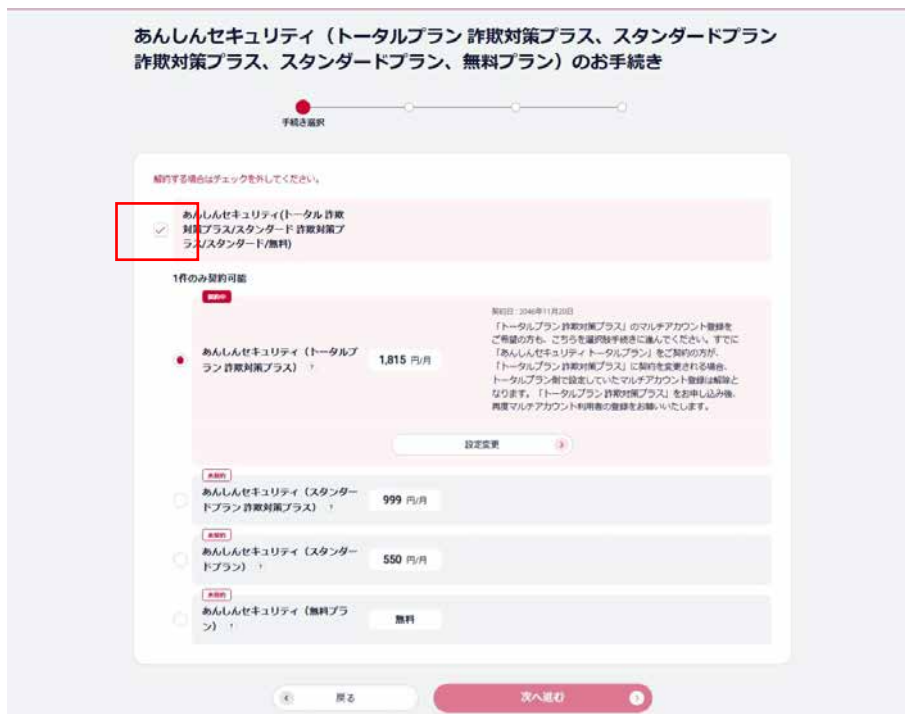 あんしんセキュリティ（トータルプラン 詐欺対策プラス、スタンダードプラン
詐欺対策プラス、スタンダードプラン、無料プラン）のお手続き
手続き選択
解約する場合はチェックを外してください。
あんしんセキュリティ(トータル 詐欺
対策プラス/スタンダード 詐欺対策プ
ラス/スタンダード/無料)
1件のみ契約可能
契約中
契約日：2046年11月20日
「トータルプラン 詐欺対策プラス」のマルチアカウント登録を
ご希望の方も、こちらを選択後手続きに進んでください。すでに
「あんしんセキュリティ トータルプラン」をご契約の方が、
「トータルプラン 詐欺対策プラス」に契約を変更される場合、
トータルプラン側で設定していたマルチアカウント登録は解除と
なります。「トータルプラン 詐欺対策プラス」をお申し込み後、
再度マルチアカウント利用者の登録をお願いいたします。
あんしんセキュリティ（トータルプ
ラン 詐欺対策プラス）
1,815 円/月
設定変更
未契約
あんしんセキュリティ（スタンダー
ドプラン 詐欺対策プラス）
999 円/月
未契約
あんしんセキュリティ（スタンダー
ドプラン）
550 円/月
未契約
あんしんセキュリティ（無料プラ
ン）
無料
戻る
次へ進む